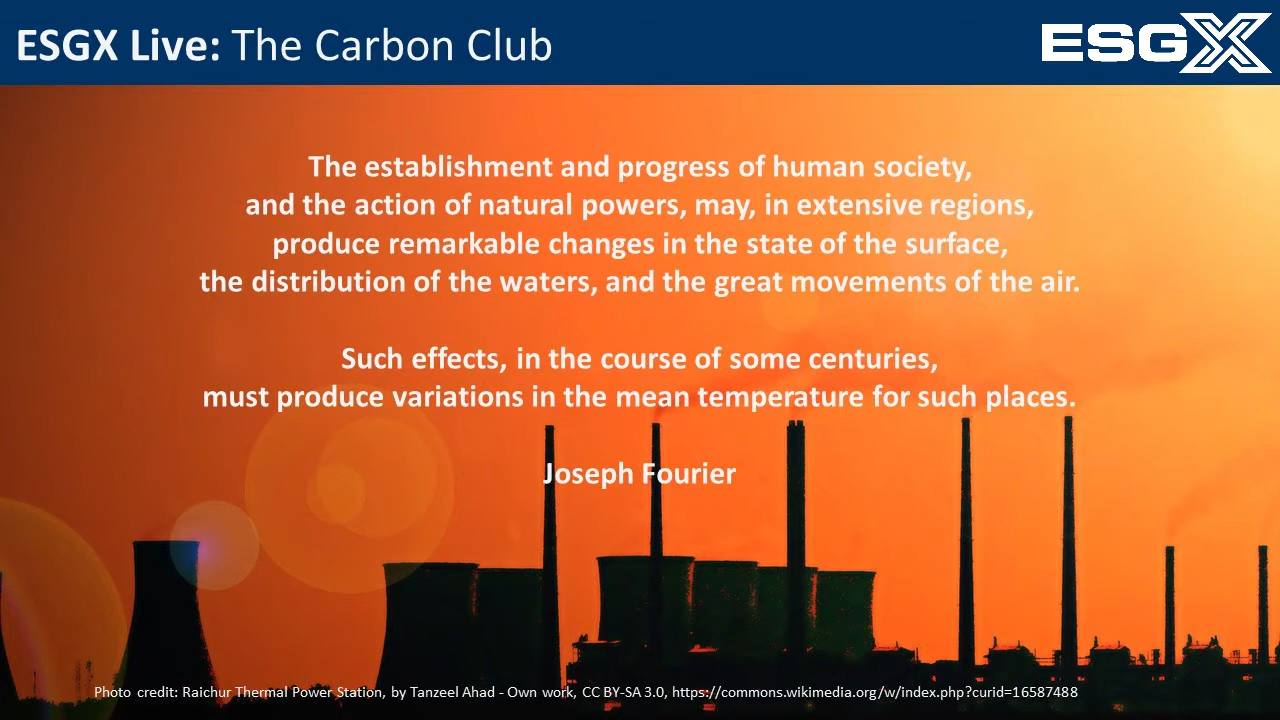 ESGX Live: The Carbon Club
ESGX
The establishment and progress of human society,
and the action of natural powers, may, in extensive regions,
produce remarkable changes in the state of the surface,
the distribution of the waters, and the great movements of the air.
Such effects, in the course of some centuries,
must produce variations in the mean temperature for such places.
Joseph Fourier
Photo credit: Raichur Thermal Power Station, by Tanzeel Ahad - Own work, CC BY-SA 3.0, https://commons.wikimedia.org/w/index.php?curid=16587488